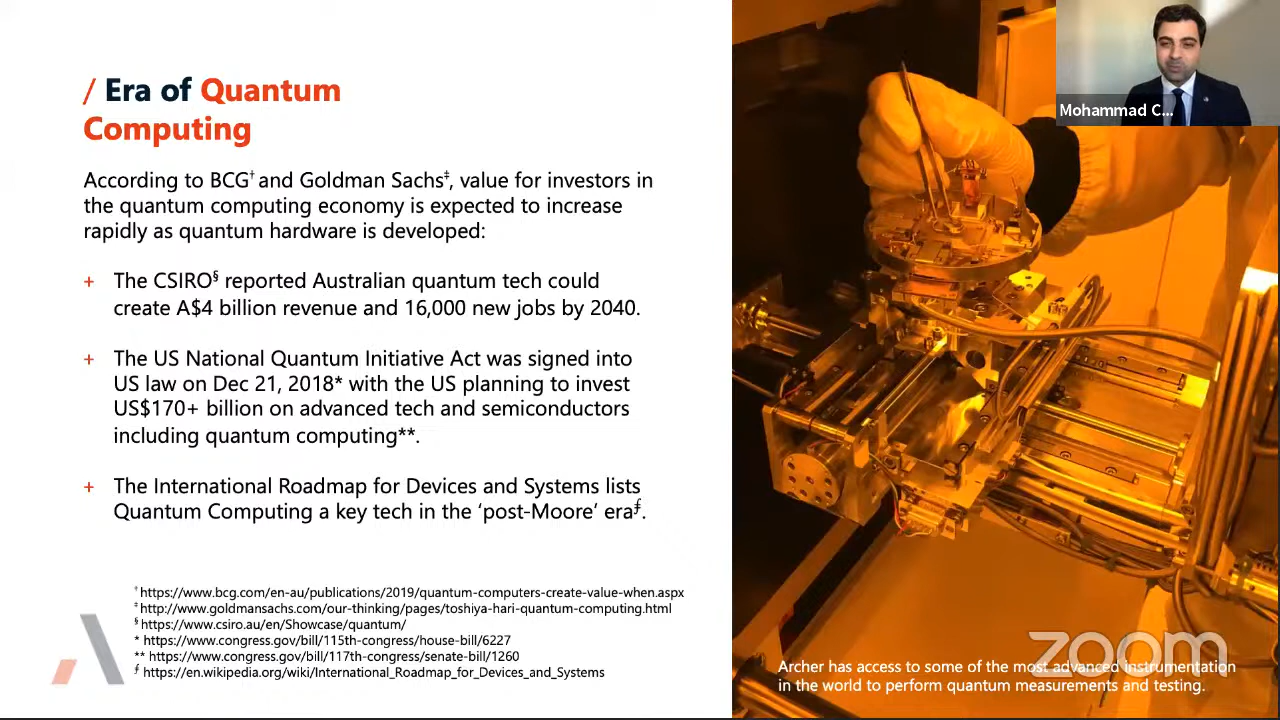 / Era of Quantum
Computing
According to BCG† and Goldman Sachs‡, value for investors in
the quantum computing economy is expected to increase
rapidly as quantum hardware is developed:
+ The CSIRO§ reported Australian quantum tech could
create A$4 billion revenue and 16,000 new jobs by 2040.
+ The US National Quantum Initiative Act was signed into
US law on Dec 21, 2018* with the US planning to invest
US$170+ billion on advanced tech and semiconductors
including quantum computing**.
+ The International Roadmap for Devices and Systems lists
Quantum Computing a key tech in the ‘post-Moore’ era⨍.
† https://www.bcg.com/en-au/publications/2019/quantum-computers-create-value-when.aspx
‡ http://www.goldmansachs.com/our-thinking/pages/toshiya-hari-quantum-computing.html
§ https://www.csiro.au/en/Showcase/quantum/
* https://www.congress.gov/bill/115th-congress/house-bill/6227
** https://www.congress.gov/bill/117th-congress/senate-bill/1260
⨍ https://en.wikipedia.org/wiki/International_Roadmap_for_Devices_and_Systems
Mohammad C...
zoom
Archer has access to some of the most advanced instrumentation
in the world to perform quantum measurements and testing.